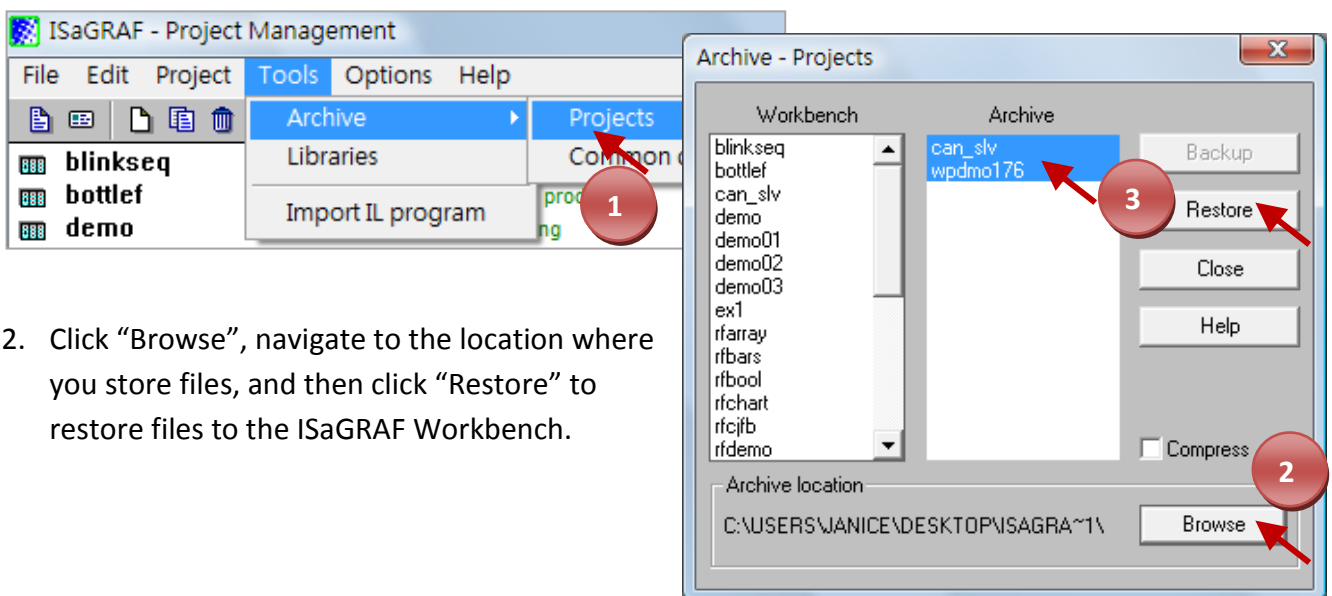 ISaGRAF - Project Management
File Edit Project Tools Options Help
Archive
Projects
Libraries
Common
Import IL program
blinkseq
bottlef
demo
1
2. Click “Browse”, navigate to the location where
you store files, and then click “Restore” to
restore files to the ISaGRAF Workbench.
Archive - Projects
Workbench
blinkseq
bottlef
can_slv
demo
demo01
demo02
demo03
ex1
rfarray
rfbars
rfbool
rfchart
rfcjfb
rfdemo
Archive
can_slv
wpdmo176
3
Backup
Restore
Close
Help
Compress
2
Archive location
C:\USERS\JANICE\DESKTOP\ISAGRA~1\
Browse